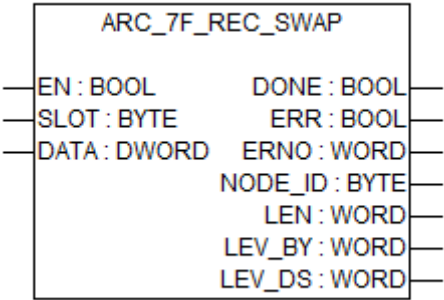 ARC_7F_REC_SWAP
EN : BOOL DONE : BOOL
SLOT : BYTE ERR : BOOL
DATA : DWORD ERNO : WORD
NODE_ID : BYTE
LEN : WORD
LEV_BY : WORD
LEV_DS : WORD